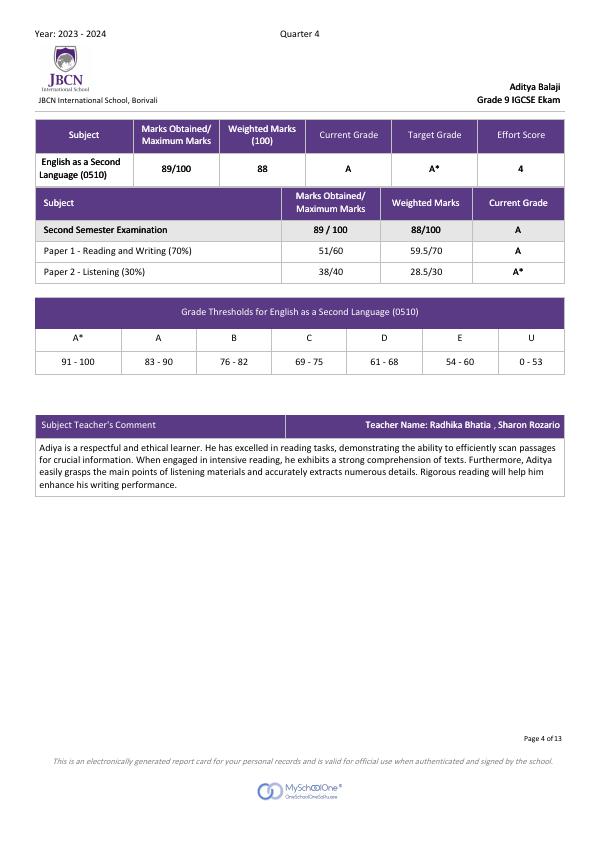 Year: 2023 - 2024 Quarter 4
JBCN
International School
Aditya Balaji
JBCN International School, Borivali Grade 9 IGCSE Ekam
Subject Marks Obtained/ Maximum Marks Weighted Marks (100) Current Grade Target Grade Effort Score
English as a Second Language (0510) 89/100 88 A A* 4
Subject Marks Obtained/ Maximum Marks Weighted Marks Current Grade
Second Semester Examination 89 / 100 88/100 A
Paper 1 - Reading and Writing (70%) 51/60 59.5/70 A
Paper 2 - Listening (30%) 38/40 28.5/30 A*
Grade Thresholds for English as a Second Language (0510)
A* A B C D E U
91 - 100 83 - 90 76 - 82 69 - 75 61 - 68 54 - 60 0 - 53
Subject Teacher's Comment Teacher Name: Radhika Bhatia , Sharon Rozario
Adiya is a respectful and ethical learner. He has excelled in reading tasks, demonstrating the ability to efficiently scan passages
for crucial information. When engaged in intensive reading, he exhibits a strong comprehension of texts. Furthermore, Aditya
easily grasps the main points of listening materials and accurately extracts numerous details. Rigorous reading will help him
enhance his writing performance.
Page 4 of 13
This is an electronically generated report card for your personal records and is valid for official use when authenticated and signed by the school.
MySchoolOne®
OneSchoolOneSoftware